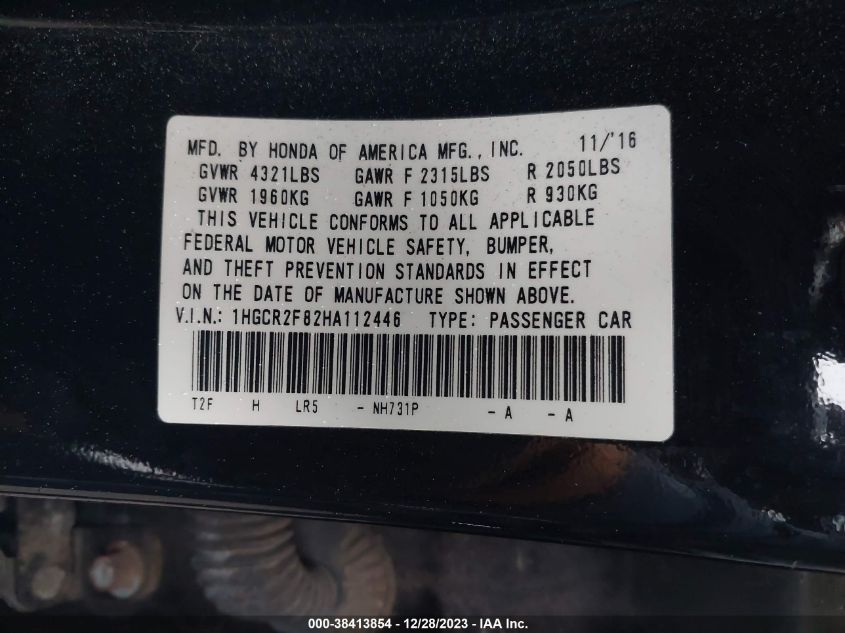 MFD. BY HONDA OF AMERICA MFG., INC. 11/'16
GVWR 4321LBS GAWR F 2315LBS R 2050LBS
GVWR 1960KG GAWR F 1050KG R 930KG
THIS VEHICLE CONFORMS TO ALL APPLICABLE
FEDERAL MOTOR VEHICLE SAFETY, BUMPER,
AND THEFT PREVENTION STANDARDS IN EFFECT
ON THE DATE OF MANUFACTURE SHOWN ABOVE.
V.I.N.: 1HGCR2F82HA112446 TYPE: PASSENGER CAR
T2F H LR5 - NH731P - A - A
000-38413854 / 12/28/2023 - IAA Inc.